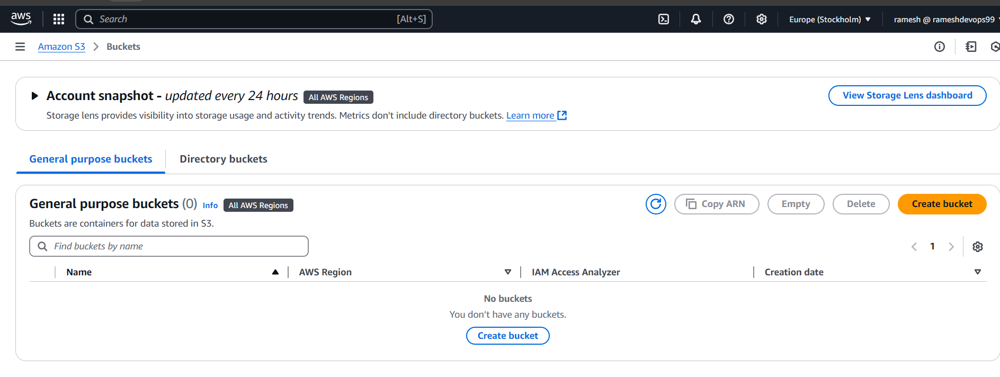 aws
Search [Alt+S] Europe (Stockholm) ramesh @ rameshdevops99
Amazon S3 Buckets
Account snapshot - updated every 24 hours All AWS Regions View Storage Lens dashboard
Storage lens provides visibility into storage usage and activity trends. Metrics don't include directory buckets. Learn more
General purpose buckets Directory buckets
General purpose buckets (0) Info All AWS Regions Copy ARN Empty Delete Create bucket
Buckets are containers for data stored in S3.
Find buckets by name 1
Name AWS Region IAM Access Analyzer Creation date
No buckets
You don’t have any buckets.
Create bucket